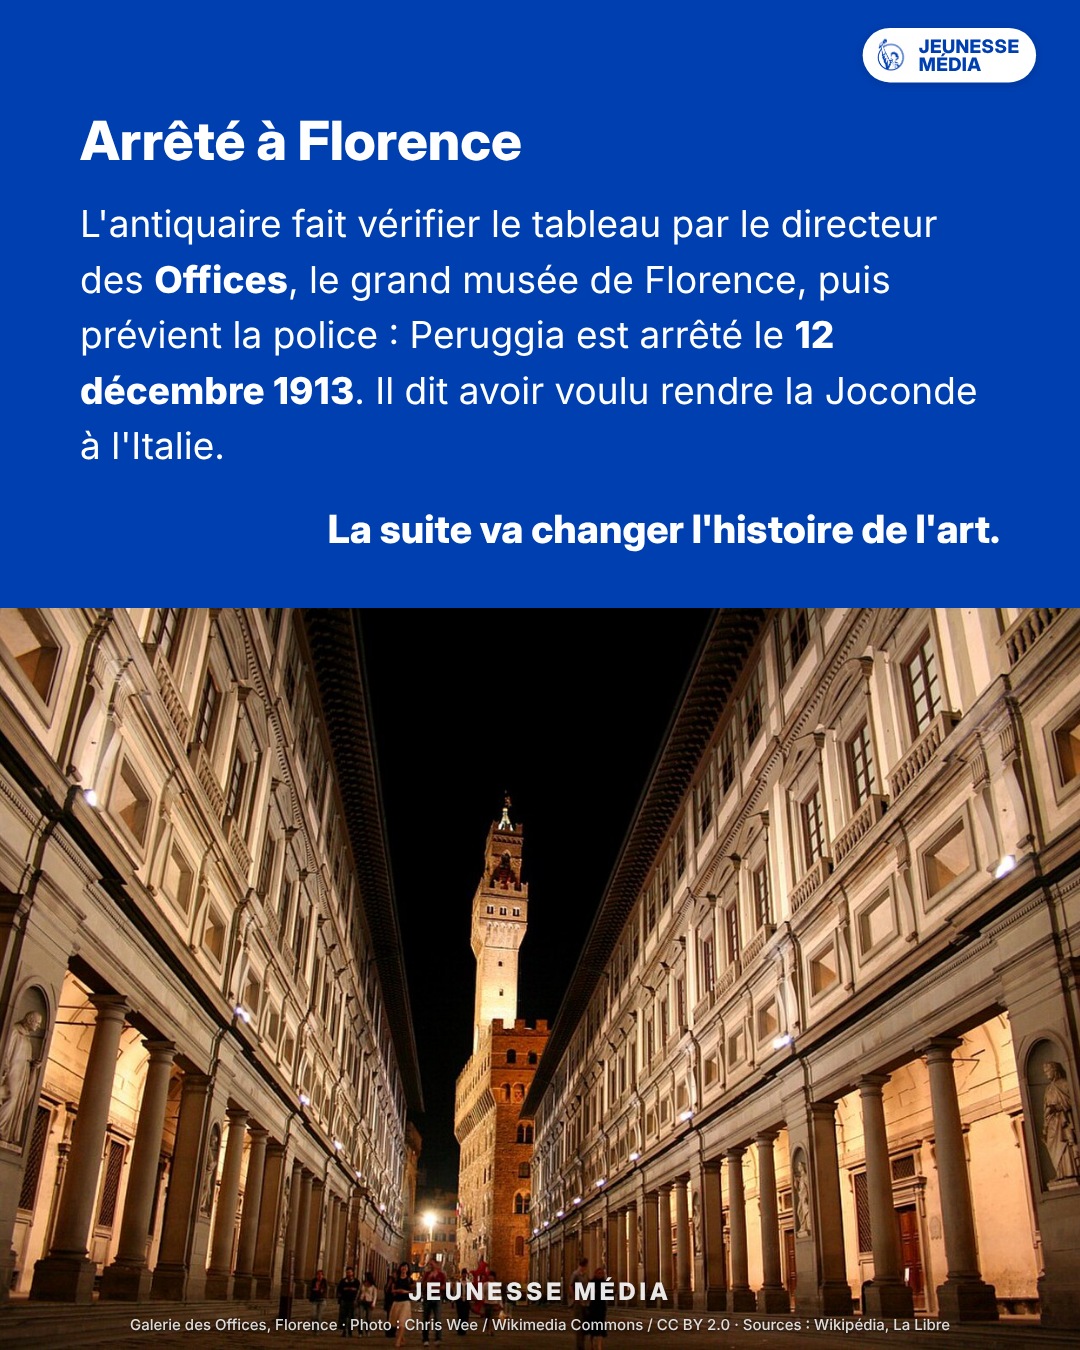 JEUNESSE
MÉDIA
Arrêté à Florence
L'antiquaire fait vérifier le tableau par le directeur
des Offices, le grand musée de Florence, puis
prévient la police : Peruggia est arrêté le 12
décembre 1913. Il dit avoir voulu rendre la Joconde
à l'Italie.
La suite va changer l'histoire de l'art.
JEUNESSE MÉDIA
Galerie des Offices, Florence · Photo : Chris Wee / Wikimedia Commons / CC BY 2.0 · Sources : Wikipédia, La Libre